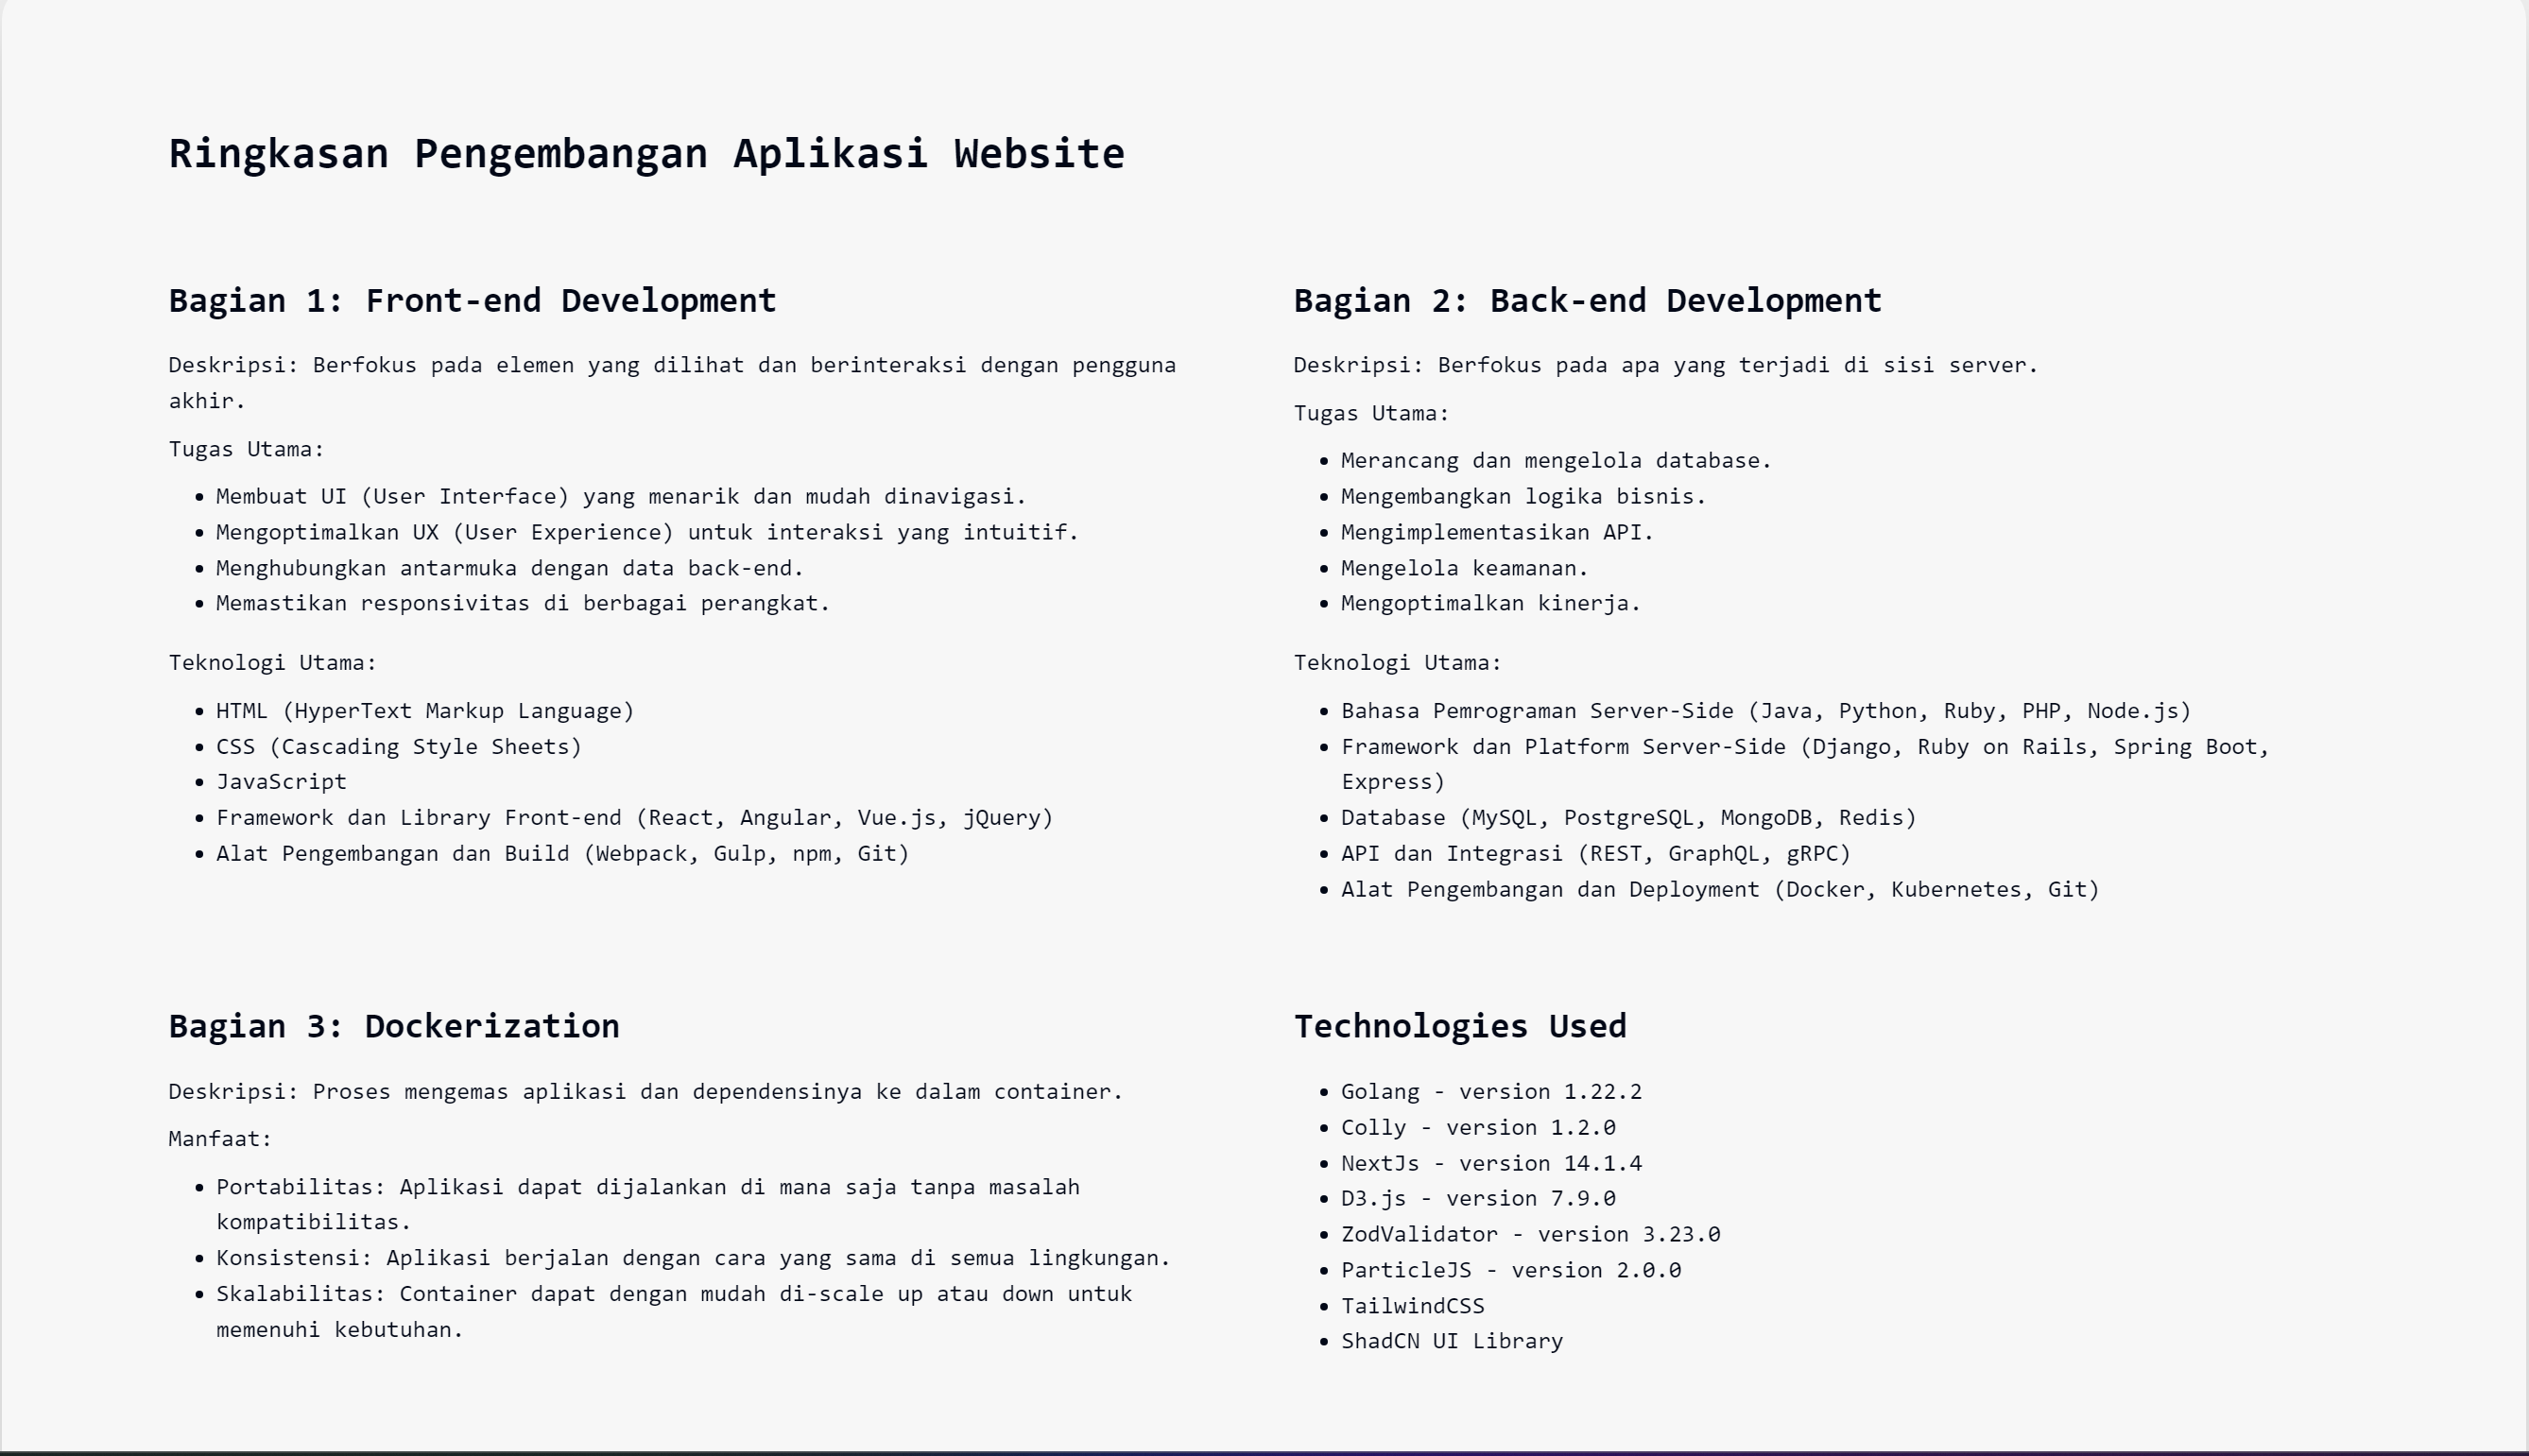 Ringkasan Pengembangan Aplikasi Website
Bagian 1: Front-end Development
Deskripsi: Berfokus pada elemen yang dilihat dan berinteraksi dengan pengguna
akhir.
Tugas Utama:
• Membuat UI (User Interface) yang menarik dan mudah dinavigasi.
• Mengoptimalkan UX (User Experience) untuk interaksi yang intuitif.
• Menghubungkan antarmuka dengan data back-end.
• Memastikan responsivitas di berbagai perangkat.
Teknologi Utama:
• HTML (HyperText Markup Language)
• CSS (Cascading Style Sheets)
• JavaScript
• Framework dan Library Front-end (React, Angular, Vue.js, jQuery)
• Alat Pengembangan dan Build (Webpack, Gulp, npm, Git)
Bagian 2: Back-end Development
Deskripsi: Berfokus pada apa yang terjadi di sisi server.
Tugas Utama:
• Merancang dan mengelola database.
• Mengembangkan logika bisnis.
• Mengimplementasikan API.
• Mengelola keamanan.
• Mengoptimalkan kinerja.
Teknologi Utama:
• Bahasa Pemrograman Server-Side (Java, Python, Ruby, PHP, Node.js)
• Framework dan Platform Server-Side (Django, Ruby on Rails, Spring Boot,
Express)
• Database (MySQL, PostgreSQL, MongoDB, Redis)
• API dan Integrasi (REST, GraphQL, gRPC)
• Alat Pengembangan dan Deployment (Docker, Kubernetes, Git)
Bagian 3: Dockerization
Deskripsi: Proses mengemas aplikasi dan dependensinya ke dalam container.
Manfaat:
• Portabilitas: Aplikasi dapat dijalankan di mana saja tanpa masalah
kompatibilitas.
• Konsistensi: Aplikasi berjalan dengan cara yang sama di semua lingkungan.
• Skalabilitas: Container dapat dengan mudah di-scale up atau down untuk
memenuhi kebutuhan.
Technologies Used
• Golang - version 1.22.2
• Colly - version 1.2.0
• NextJs - version 14.1.4
• D3.js - version 7.9.0
• ZodValidator - version 3.23.0
• ParticleJS - version 2.0.0
• TailwindCSS
• ShadCN UI Library